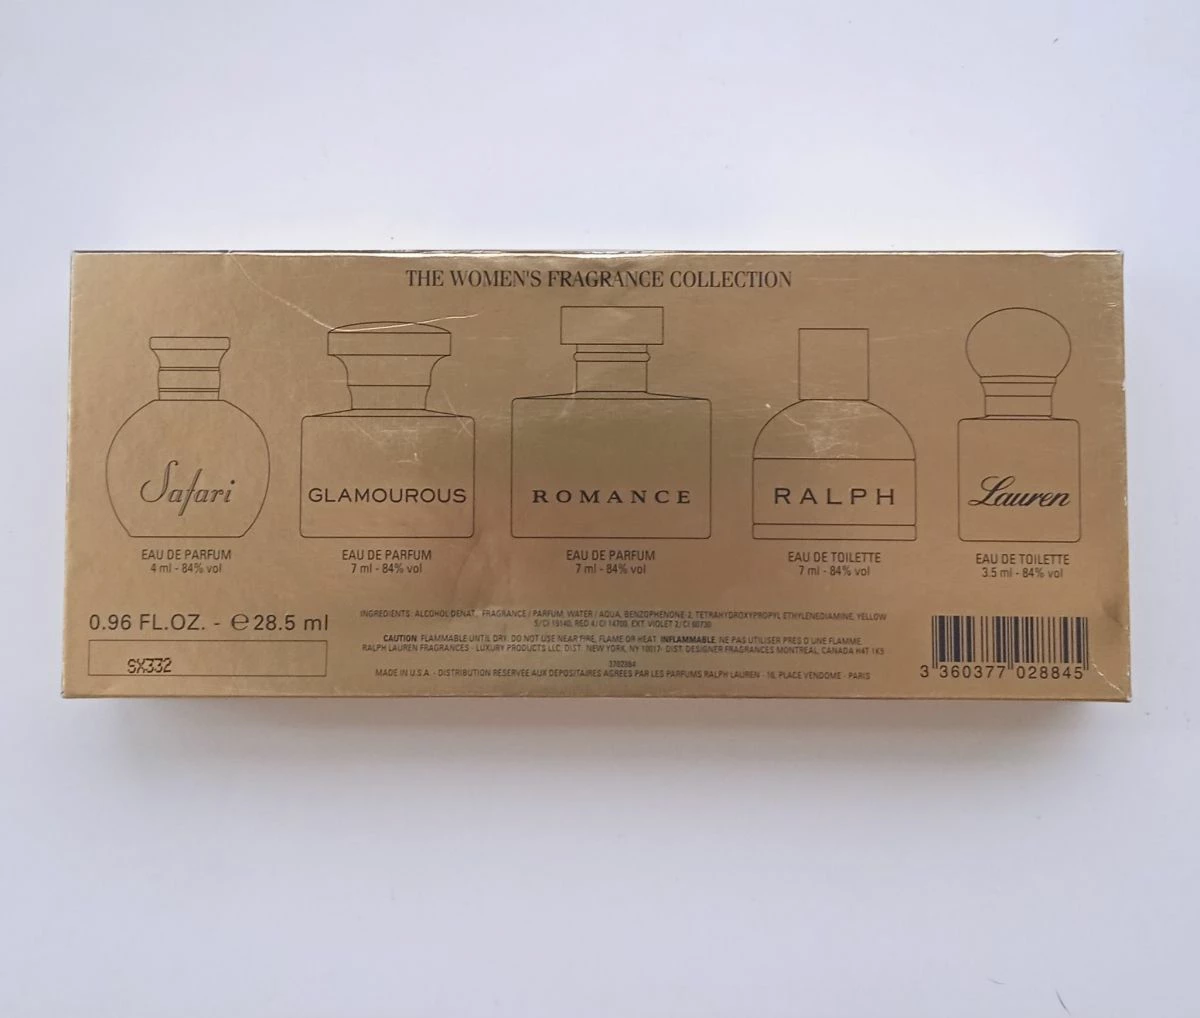 THE WOMEN'S FRAGRANCE COLLECTION
Safari
GLAMOUROUS
ROMANCE
RALPH
Lauren
EAU DE PARFUM
4 ml - 84% vol
EAU DE PARFUM
7 ml - 84% vol
EAU DE PARFUM
7 ml - 84% vol
EAU DE TOILETTE
7 ml - 84% vol
EAU DE TOILETTE
3.5 ml - 84% vol
0.96 FL.OZ. - ℮ 28.5 ml
SX332
INGREDIENTS: ALCOHOL DENAT., FRAGRANCE / PARFUM, WATER / AQUA, BENZOPHENONE-2, TETRAHYDROXYPROPYL ETHYLENEDIAMINE, YELLOW
5/CI 19140, RED 4/CI 14700, EXT. VIOLET 2/CI 60730
CAUTION: FLAMMABLE UNTIL DRY. DO NOT USE NEAR FIRE, FLAME OR HEAT. INFLAMMABLE. NE PAS UTILISER PRES D'UNE FLAMME.
RALPH LAUREN FRAGRANCES - LUXURY PRODUCTS LLC, DIST. NEW YORK, NY 10017 - DIST. DESIGNER FRAGRANCES MONTREAL, CANADA H4T 1K5
3702884
MADE IN U.S.A. - DISTRIBUTION RESERVEE AUX DEPOSITAIRES AGREES PAR LES PARFUMS RALPH LAUREN - 16, PLACE VENDOME - PARIS
3 360377 028845